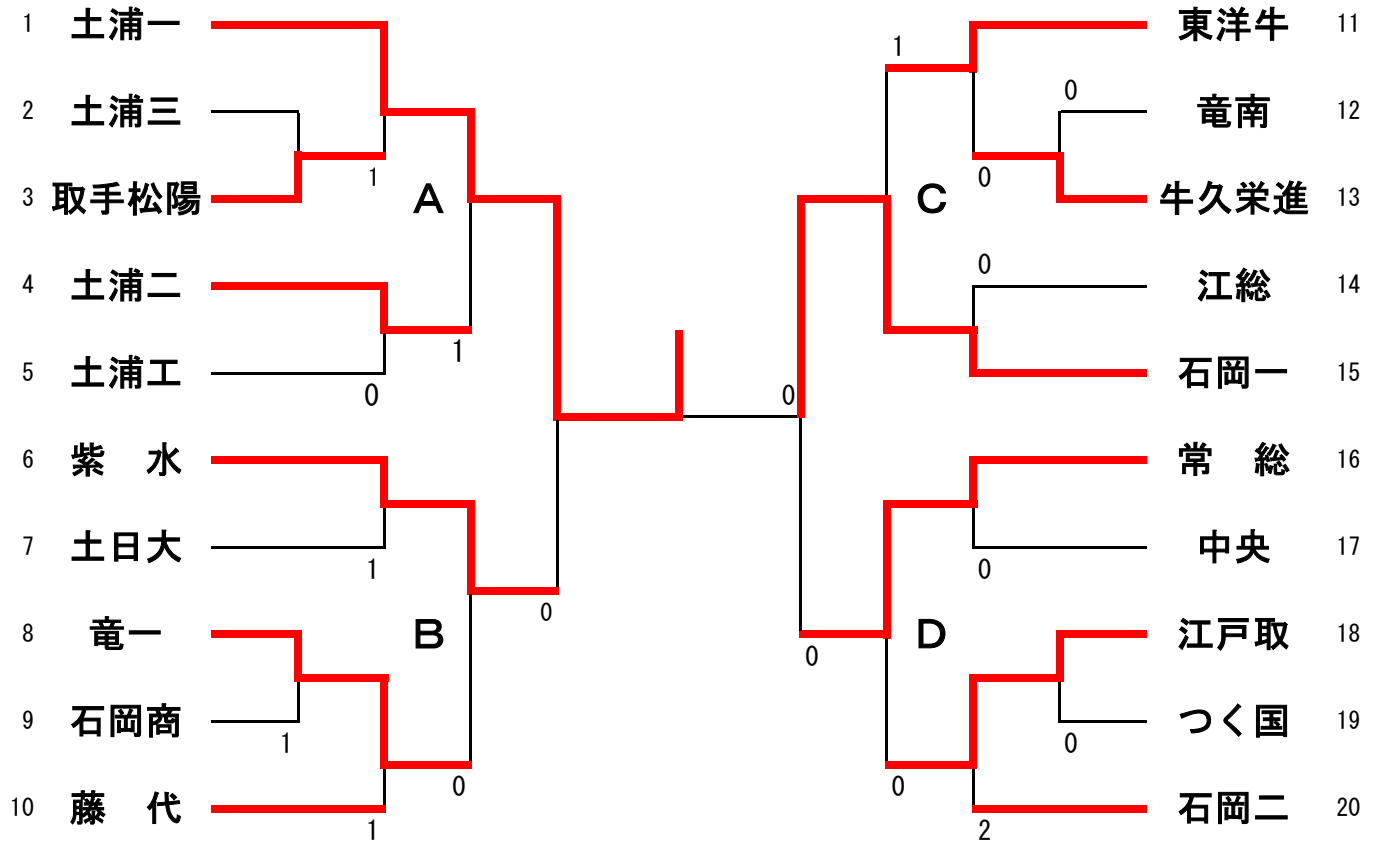 1 土浦一
2 土浦三
3 取手松陽
4 土浦二
5 土浦工
6 紫　水
7 土日大
8 竜一
9 石岡商
10 藤　代
1
A
1
0
1
B
0
1
0
1
0
1
C
0
0
0
0
0
D
0
0
0
2
東洋牛 11
竜南 12
牛久栄進 13
江総 14
石岡一 15
常　総 16
中央 17
江戸取 18
つく国 19
石岡二 20